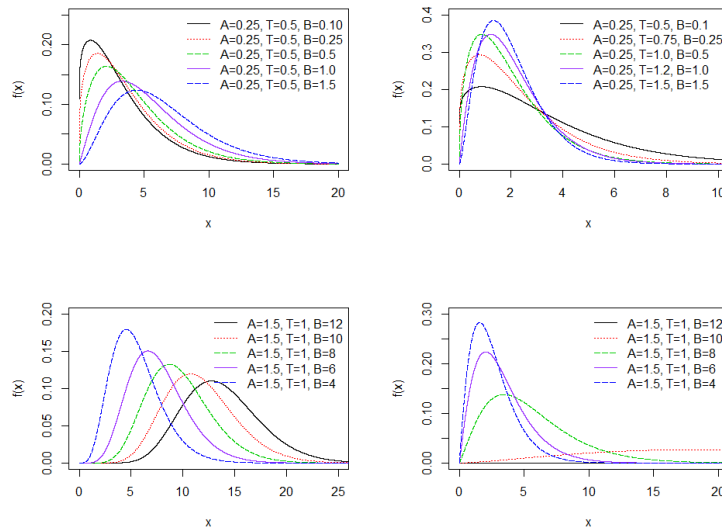 A=0.25, T=0.5, B=0.10
A=0.25, T=0.5, B=0.25
A=0.25, T=0.5, B=0.5
A=0.25, T=0.5, B=1.0
A=0.25, T=0.5, B=1.5
f(x)
0.00 0.10 0.20
0 5 10 15 20
x
A=0.25, T=0.5, B=0.1
A=0.25, T=0.75, B=0.25
A=0.25, T=1.0, B=0.5
A=0.25, T=1.2, B=1.0
A=0.25, T=1.5, B=1.5
f(x)
0.0 0.1 0.2 0.3 0.4
0 2 4 6 8 10
x
A=1.5, T=1, B=12
A=1.5, T=1, B=10
A=1.5, T=1, B=8
A=1.5, T=1, B=6
A=1.5, T=1, B=4
f(x)
0.00 0.05 0.10 0.15 0.20
0 5 10 15 20 25
x
A=1.5, T=1, B=12
A=1.5, T=1, B=10
A=1.5, T=1, B=8
A=1.5, T=1, B=6
A=1.5, T=1, B=4
f(x)
0.00 0.10 0.20 0.30
0 5 10 15 20
x